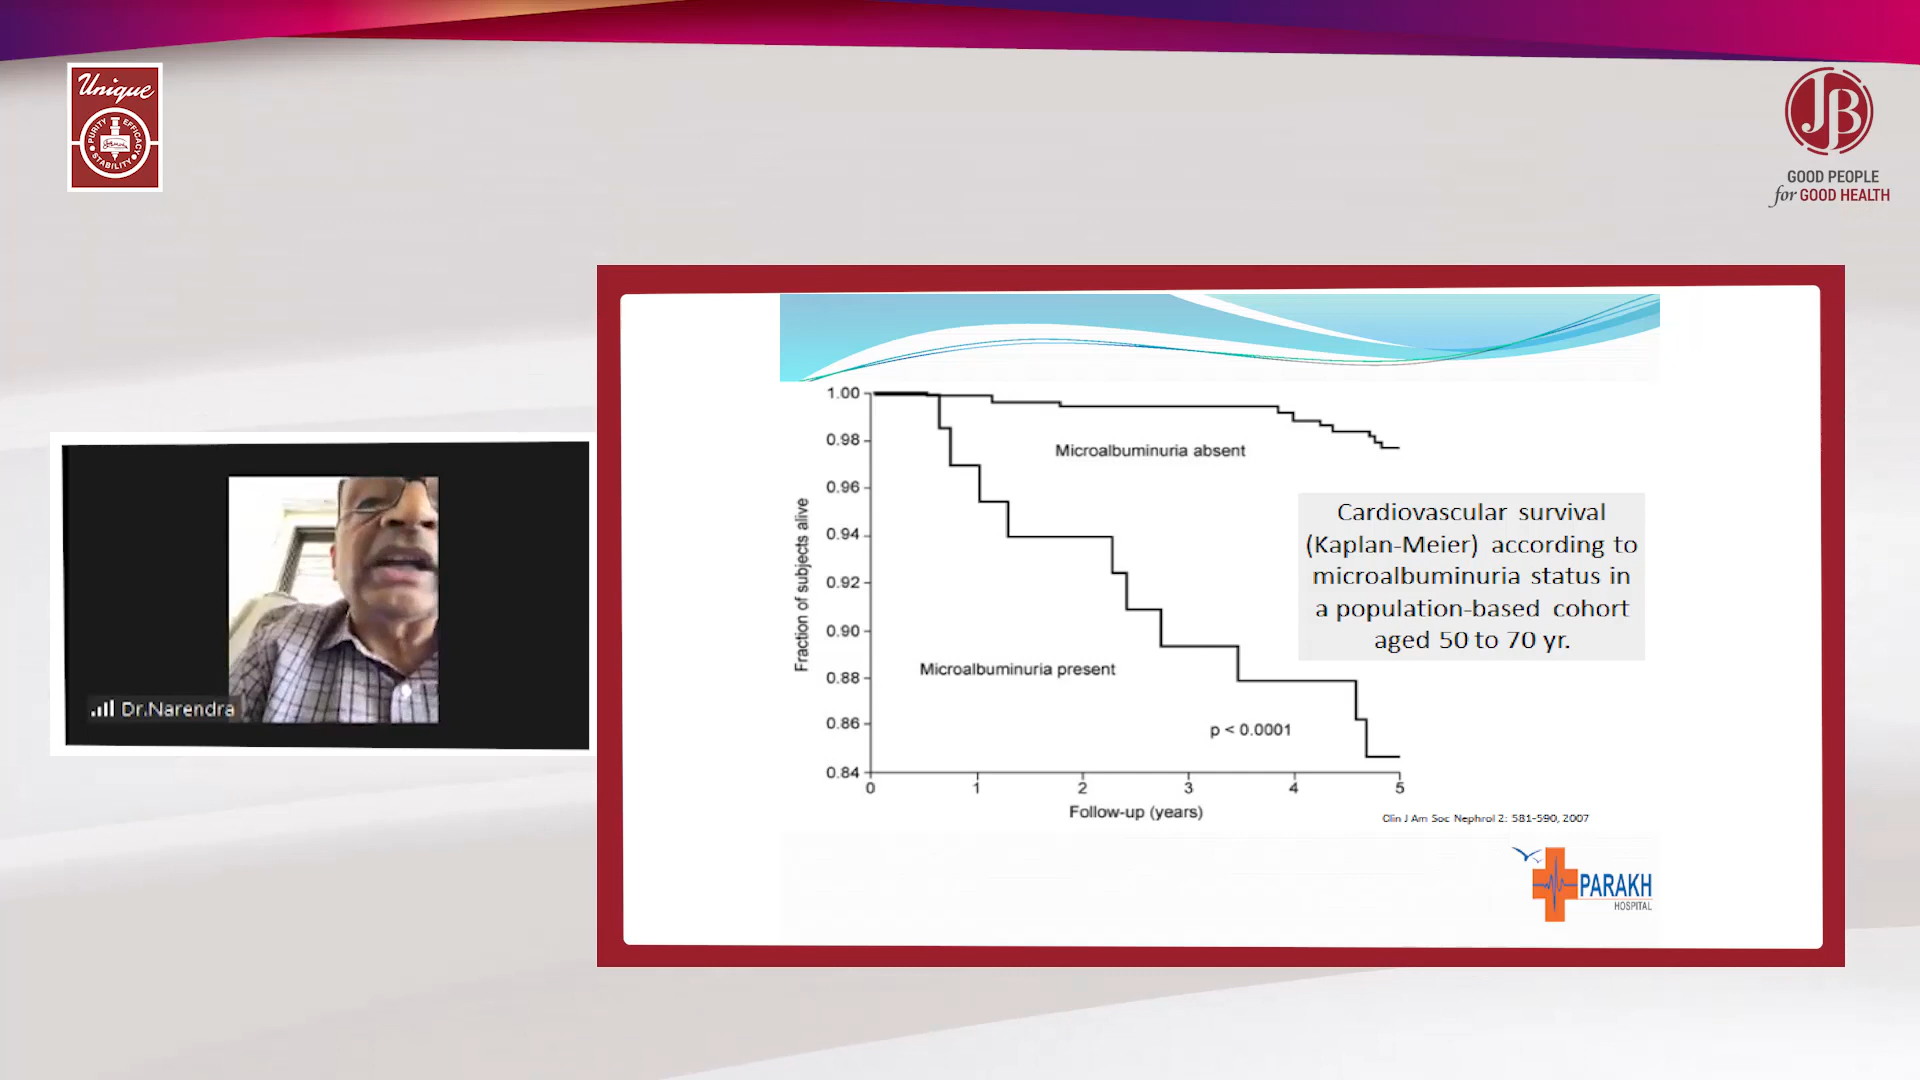 Unique
PURITY EFFICACY
STABILITY
JB
GOOD PEOPLE
for GOOD HEALTH
1.00
0.98
0.96
0.94
0.92
0.90
0.88
0.86
0.84
Fraction of subjects alive
Microalbuminuria absent
Microalbuminuria present
p < 0.0001
0 1 2 3 4 5
Follow-up (years)
Cardiovascular survival
(Kaplan-Meier) according to
microalbuminuria status in
a population-based cohort
aged 50 to 70 yr.
Clin J Am Soc Nephrol 2: 581-590, 2007
PARAKH
HOSPITAL
Dr.Narendra